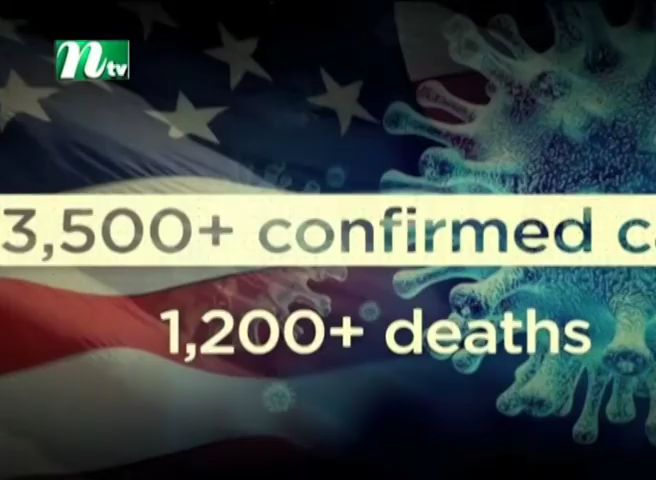 ntv
3,500+ confirmed
1,200+ deaths